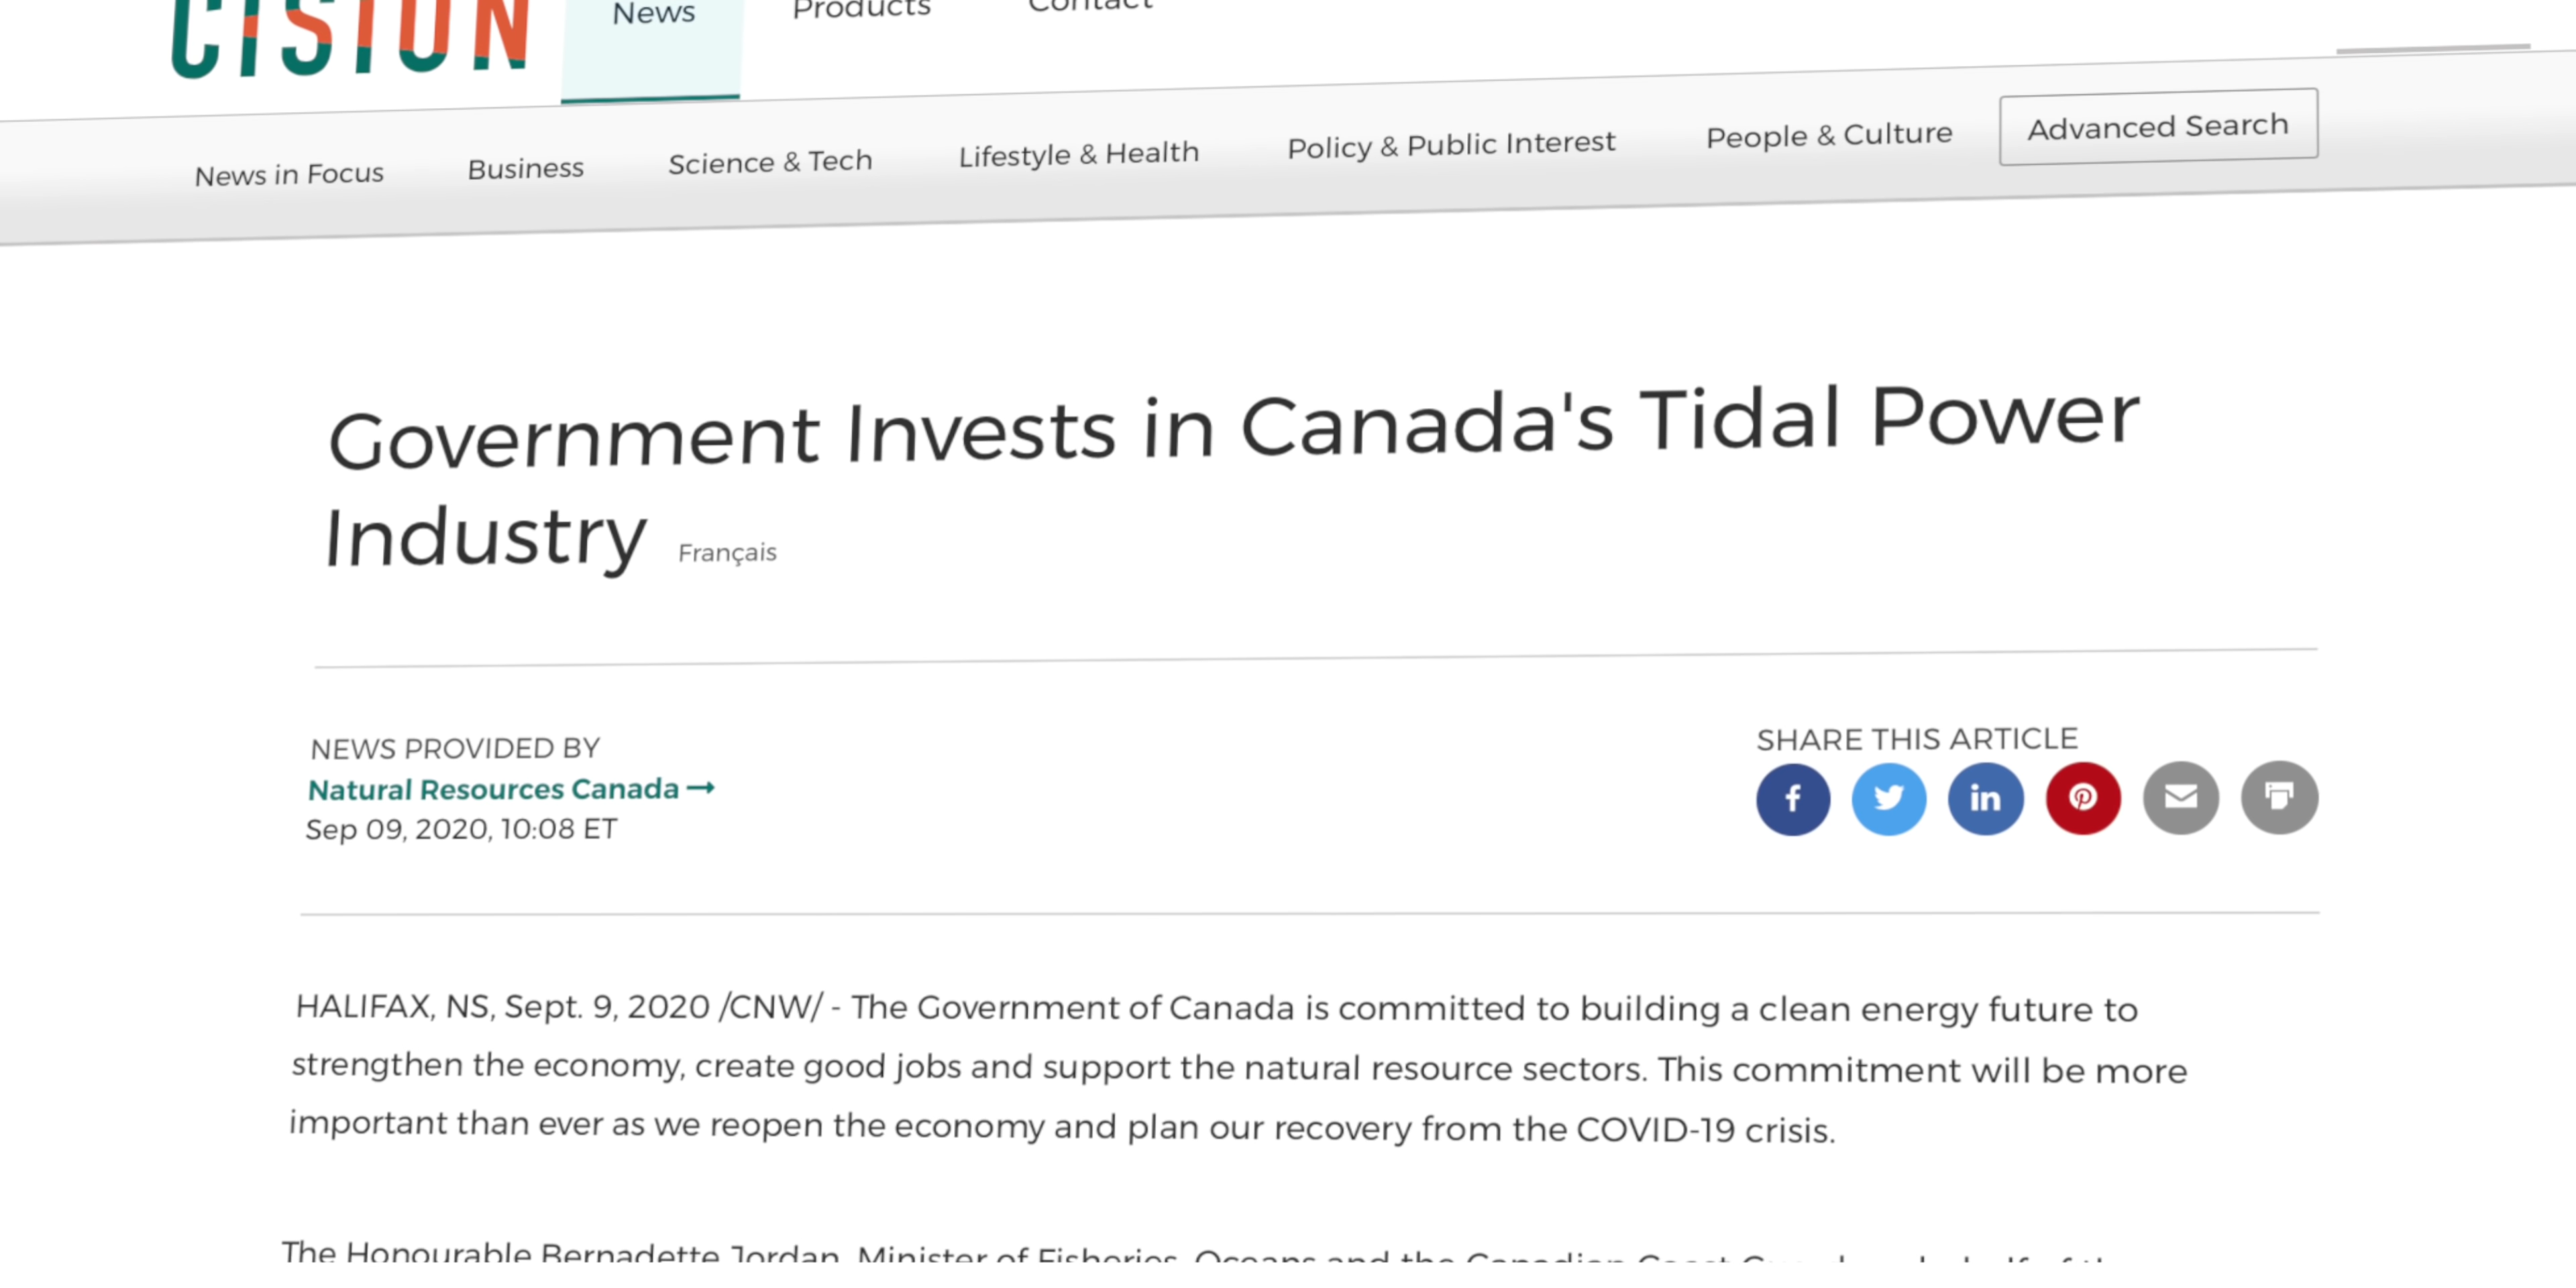 CISION
News
Products
Contact
News in Focus
Business
Science & Tech
Lifestyle & Health
Policy & Public Interest
People & Culture
Advanced Search
Government Invests in Canada's Tidal Power
Industry Français
NEWS PROVIDED BY
Natural Resources Canada
Sep 09, 2020, 10:08 ET
SHARE THIS ARTICLE
HALIFAX, NS, Sept. 9, 2020 /CNW/ - The Government of Canada is committed to building a clean energy future to
strengthen the economy, create good jobs and support the natural resource sectors. This commitment will be more
important than ever as we reopen the economy and plan our recovery from the COVID-19 crisis.
The Honourable Bernadette Jordan, Minister of Fisheries, Oceans and the Canadian Coast